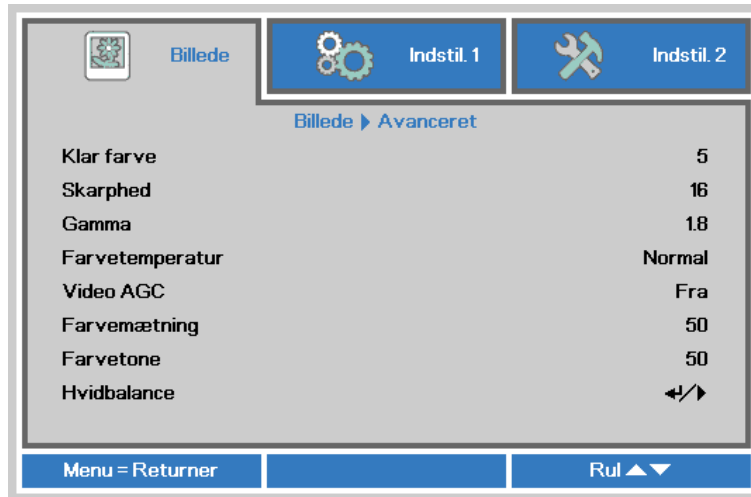 Billede Indstil. 1 Indstil. 2
Billede ▶ Avanceret
Klar farve 5
Skarphed 16
Gamma 1.8
Farvetemperatur Normal
Video AGC Fra
Farvemætning 50
Farvetone 50
Hvidbalance ↵/▶
Menu = Returner Rul ▲▼